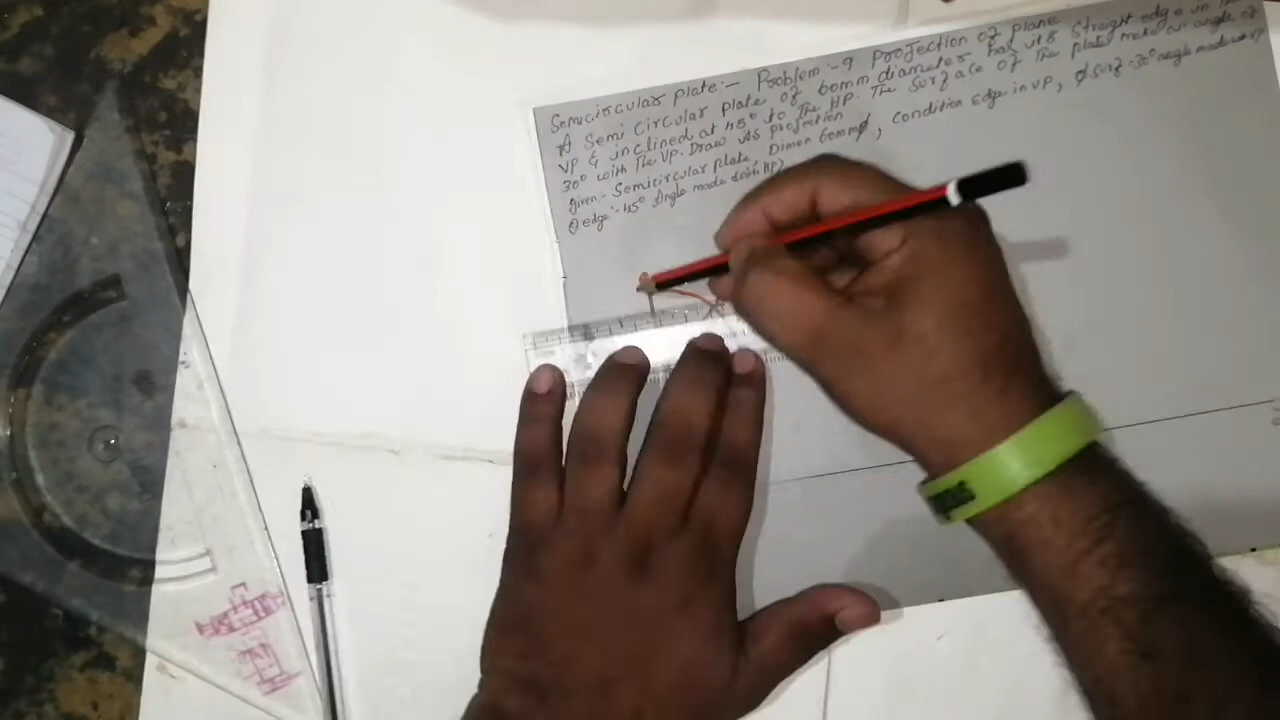 Semicircular plate:- Problem:-9 Projection of plane
A Semi Circular plate of 60mm diameter has its Straight edge in the
VP & inclined at 45° to the HP. The Surface of The plate make an angle of
30° with The VP. Draw its projection
given:- Semicircular plate, Dimen 60mmϕ, condition Edge in VP, ϕ Surf:-30° angle made with VP
θ edge:-45° Angle made with HP